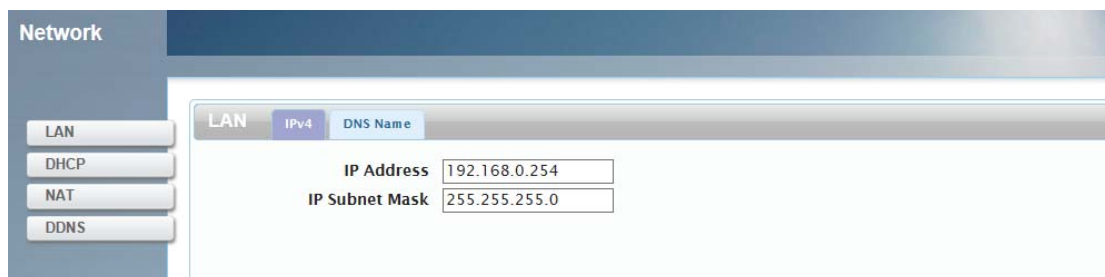 Network
LAN
DHCP
NAT
DDNS
LAN IPv4 DNS Name
IP Address 192.168.0.254
IP Subnet Mask 255.255.255.0